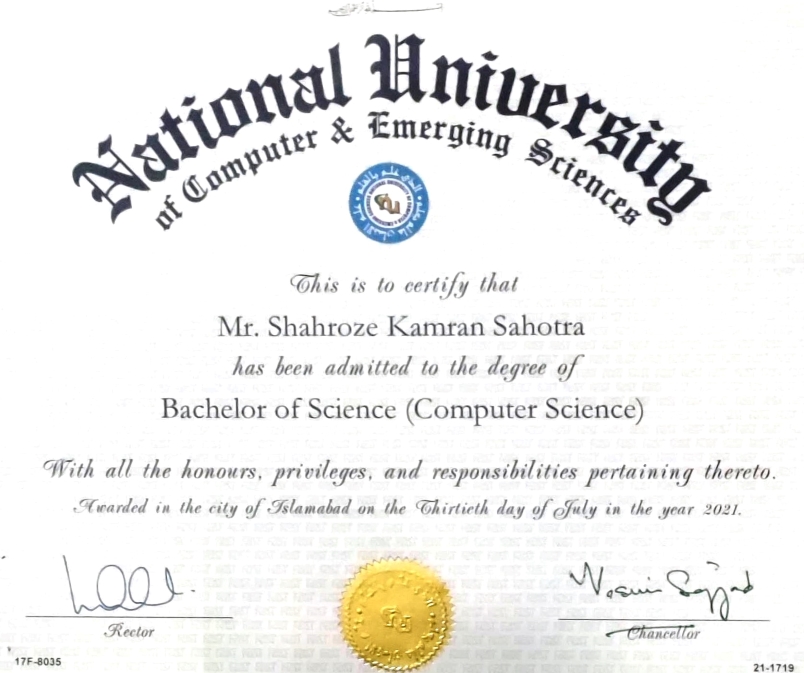 National University
of Computer & Emerging Sciences
This is to certify that
Mr. Shahroze Kamran Sahotra
has been admitted to the degree of
Bachelor of Science (Computer Science)
With all the honours, privileges, and responsibilities pertaining thereto.
Awarded in the city of Islamabad on the Thirtieth day of July in the year 2021.
Wasim Sajjad
Rector
Chancellor
17F-8035
21-1719